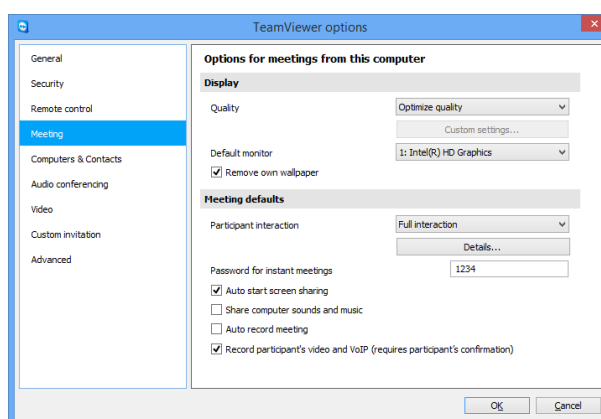 TeamViewer options
General
Security
Remote control
Meeting
Computers & Contacts
Audio conferencing
Video
Custom invitation
Advanced
Options for meetings from this computer
Display
Quality
Optimize quality
Custom settings...
Default monitor
1: Intel(R) HD Graphics
Remove own wallpaper
Meeting defaults
Participant interaction
Full interaction
Details...
Password for instant meetings
1234
Auto start screen sharing
Share computer sounds and music
Auto record meeting
Record participant's video and VoIP (requires participant's confirmation)
OK
Cancel